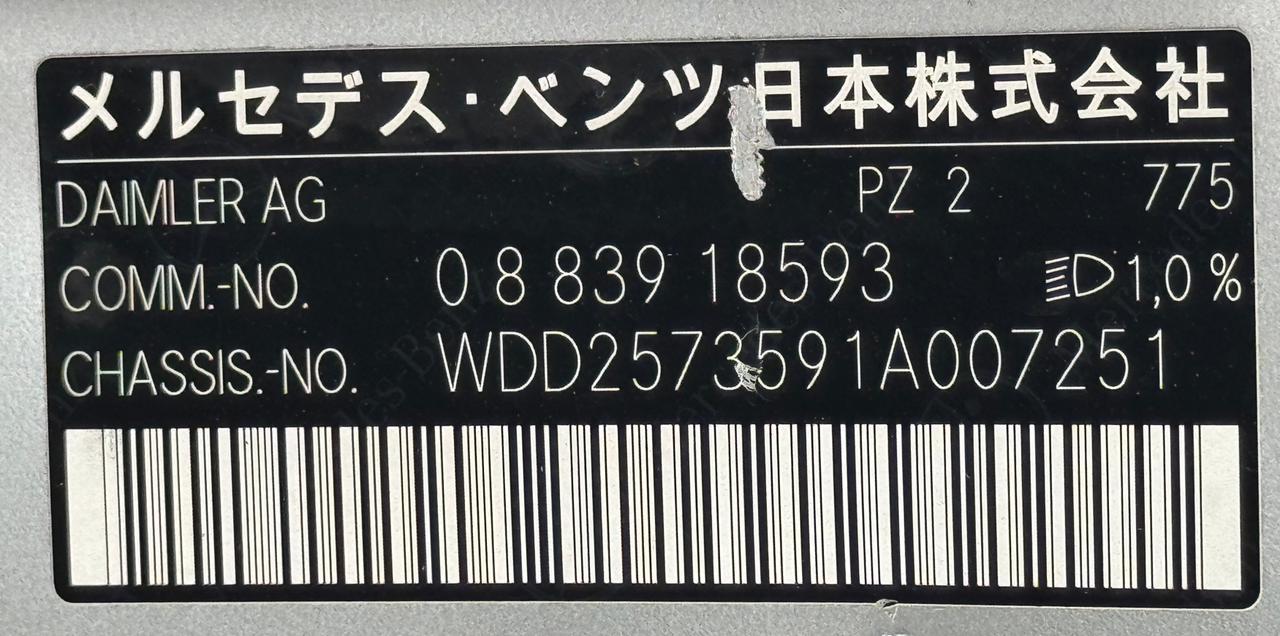 メルセデス・ベンツ日本株式会社
DAIMLER AG PZ 2 775
COMM.-NO. 0 8 839 18593 1,0 %
CHASSIS.-NO. WDD2573591A007251